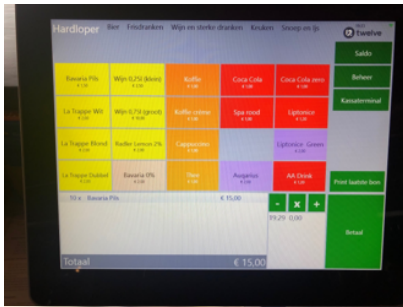 Hardloper Bier Frisdranken Wijn en sterke dranken Keuken Snoep en ijs
twelve
Saldo
Bavaria Pils Wijn 0,25l (klein) Koffie Coca Cola Coca Cola zero
Beheer
La Trappe Wit Wijn 0,75l (groot) Koffie creme Spa rood Liptonice
Kassaterminal
La Trappe Blond Radler Lemon 2% Cappuccino Liptonice Green
La Trappe Dubbel Bavaria 0% Thee Aquarius AA Drink
Print laatste bon
10 x Bavaria Pils € 15,00
- x +
Betaal
Totaal € 15,00